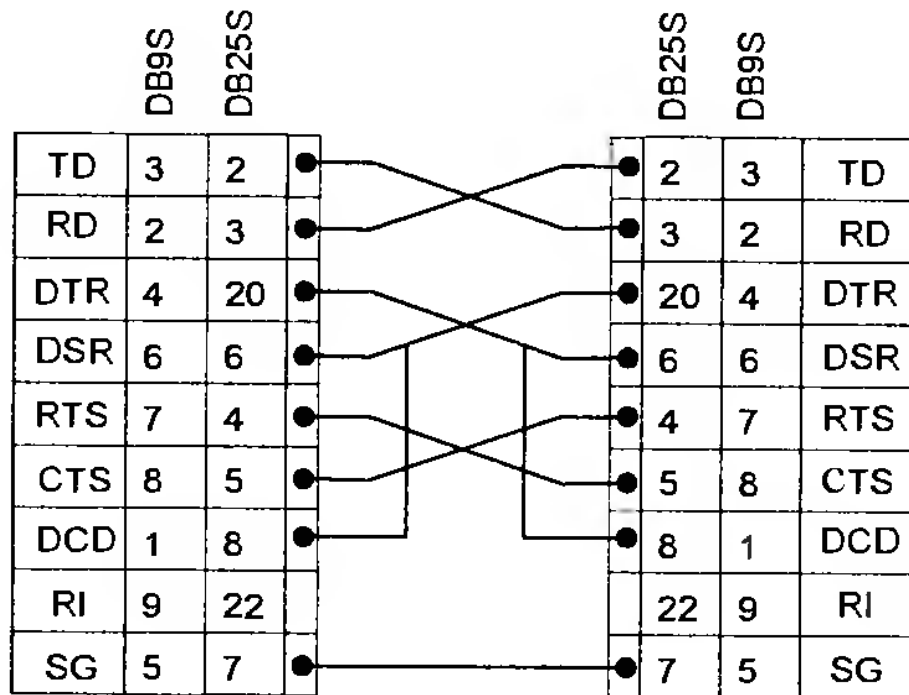 DB9S DB25S DB25S DB9S
TD 3 2 2 3 TD
RD 2 3 3 2 RD
DTR 4 20 20 4 DTR
DSR 6 6 6 6 DSR
RTS 7 4 4 7 RTS
CTS 8 5 5 8 CTS
DCD 1 8 8 1 DCD
RI 9 22 22 9 RI
SG 5 7 7 5 SG